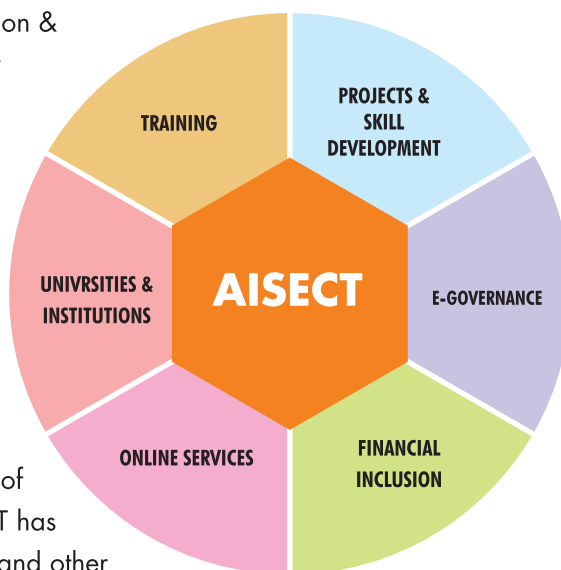 on &
TRAINING
PROJECTS &
SKILL
DEVELOPMENT
UNIVRSITIES &
INSTITUTIONS
AISECT
E-GOVERNANCE
ONLINE SERVICES
FINANCIAL
INCLUSION
of
T has
and other